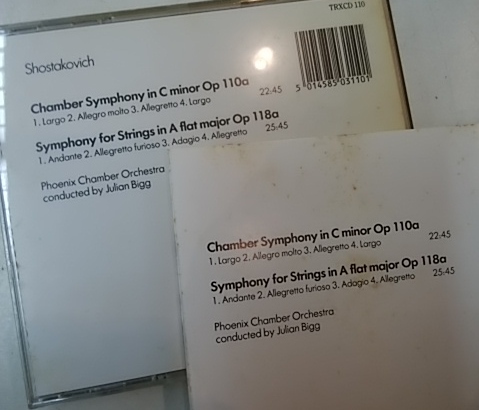 TRXCD 110
Shostakovich
Chamber Symphony in C minor Op 110a
22:45
1. Largo 2. Allegro molto 3. Allegretto 4. Largo
5 014585 031101
Symphony for Strings in A flat major Op 118a
25:45
1. Andante 2. Allegretto furioso 3. Adagio 4. Allegretto
Phoenix Chamber Orchestra
conducted by Julian Bigg
Chamber Symphony in C minor Op 110a
22:45
1. Largo 2. Allegro molto 3. Allegretto 4. Largo
Symphony for Strings in A flat major Op 118a
25:45
1. Andante 2. Allegretto furioso 3. Adagio 4. Allegretto
Phoenix Chamber Orchestra
conducted by Julian Bigg